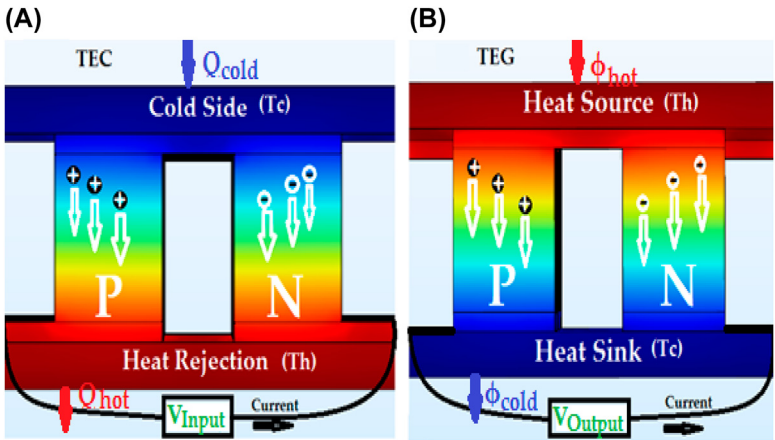 (A)
TEC
Qcold
Cold Side (Tc)
+ + +
- - -
P N
Heat Rejection (Th)
Qhot
VInput
Current
(B)
TEG
ϕhot
Heat Source (Th)
+ + +
- - -
P N
Heat Sink (Tc)
ϕcold
VOutput
Current